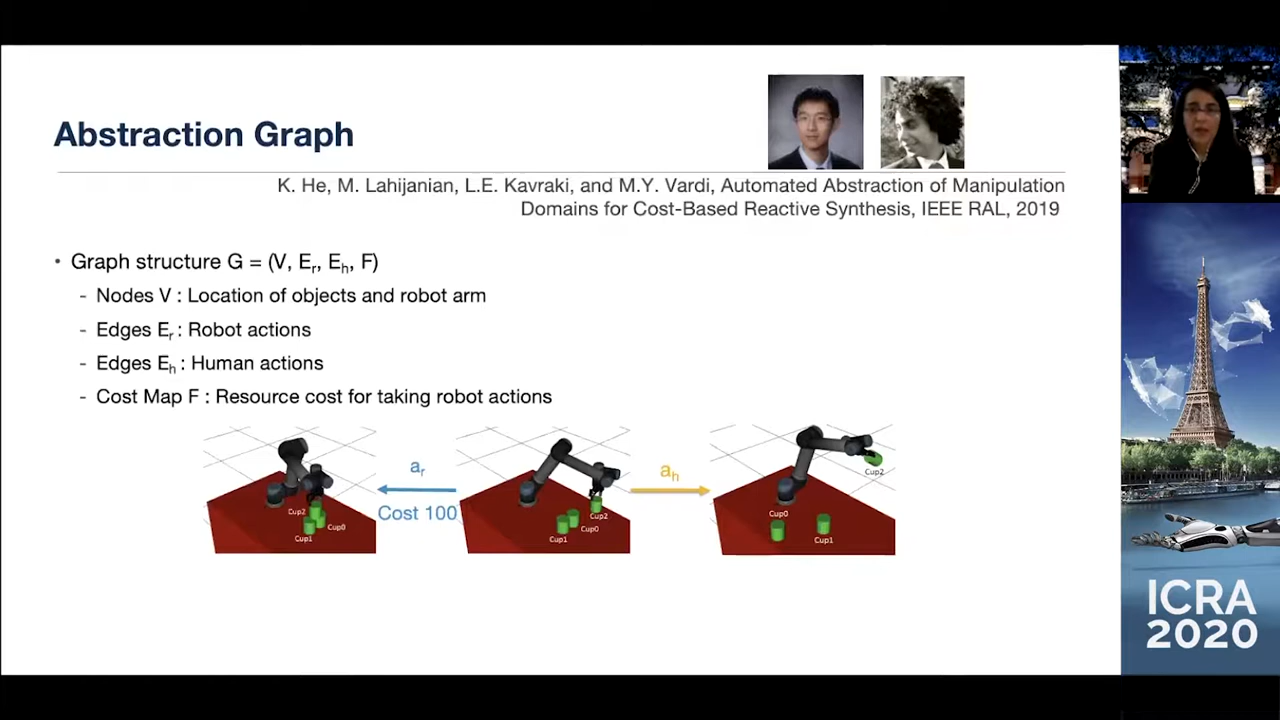 Abstraction Graph
K. He, M. Lahijanian, L.E. Kavraki, and M.Y. Vardi, Automated Abstraction of Manipulation
Domains for Cost-Based Reactive Synthesis, IEEE RAL, 2019
• Graph structure G = (V, Er, Eh, F)
- Nodes V : Location of objects and robot arm
- Edges Er : Robot actions
- Edges Eh : Human actions
- Cost Map F : Resource cost for taking robot actions
Cup2
Cup0
Cup1
ar
Cost 100
Cup2
Cup0
Cup1
ah
Cup2
Cup0
Cup1
ICRA
2020